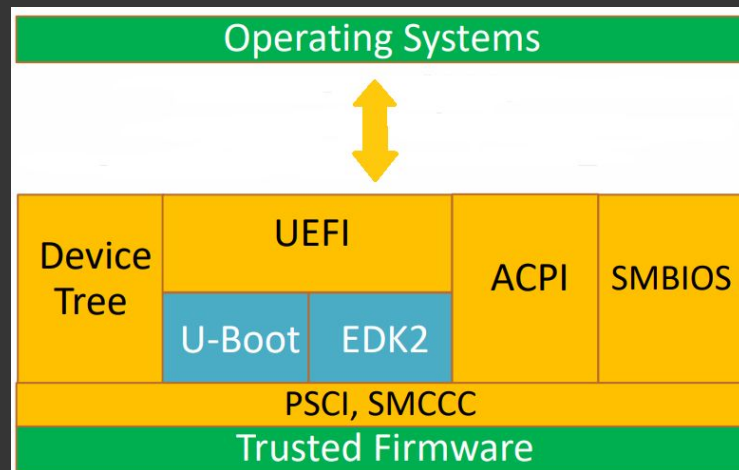 Operating Systems
Device
Tree
UEFI
U-Boot
EDK2
ACPI
SMBIOS
PSCI, SMCCC
Trusted Firmware